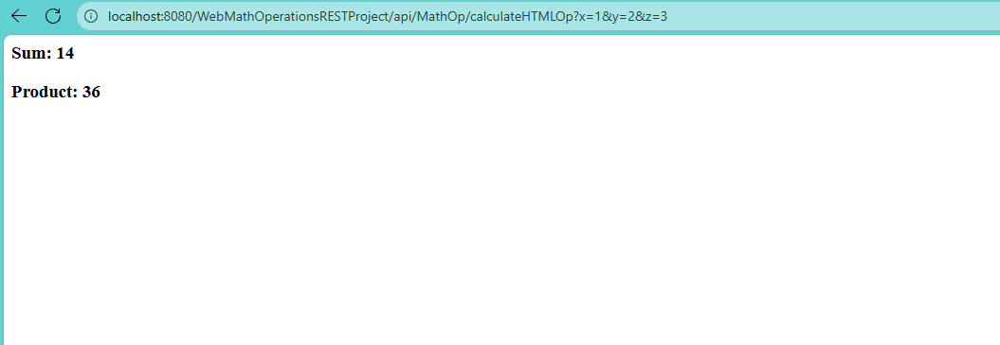 localhost:8080/WebMathOperationsRESTProject/api/MathOp/calculateHTMLOp?x=1&y=2&z=3
Sum: 14
Product: 36